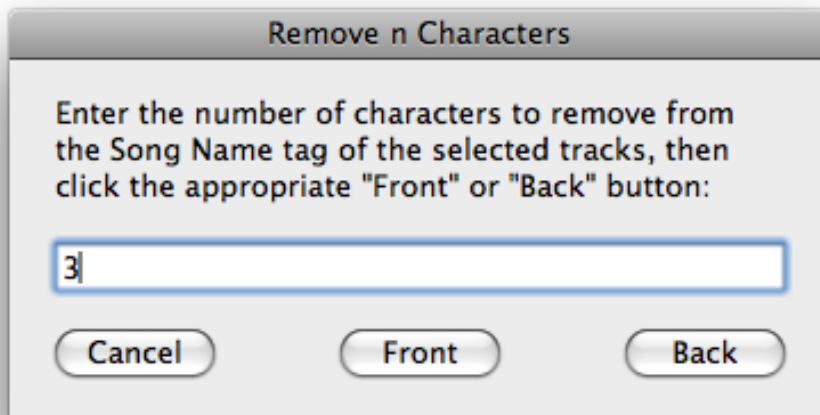 Remove n Characters
Enter the number of characters to remove from
the Song Name tag of the selected tracks, then
click the appropriate "Front" or "Back" button:
3
Cancel Front Back